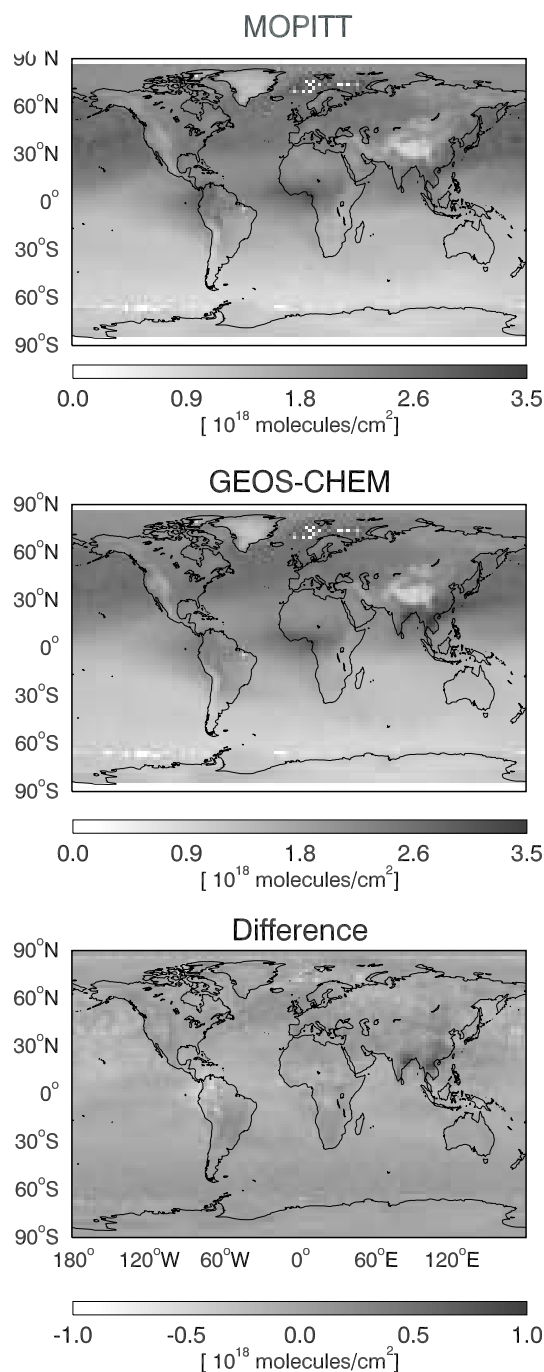 MOPITT
90 N
60°N
30°N
0°
30°S
60°S
90°S
0.0 0.9 1.8 2.6 3.5
[ 10^18 molecules/cm^2]
GEOS-CHEM
90°N
60°N
30°N
0°
30°S
60°S
90°S
0.0 0.9 1.8 2.6 3.5
[ 10^18 molecules/cm^2]
Difference
90°N
60°N
30°N
0°
30°S
60°S
90°S
180° 120°W 60°W 0° 60°E 120°E
-1.0 -0.5 0.0 0.5 1.0
[ 10^18 molecules/cm^2]